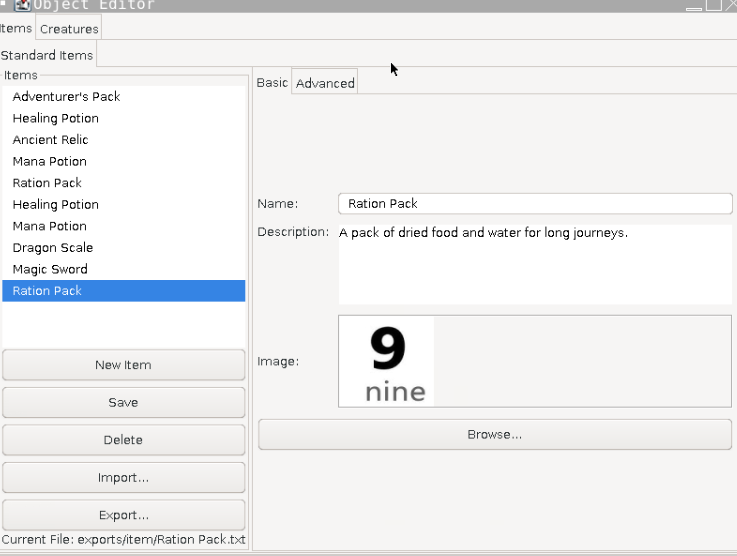 Object Editor
Items Creatures
Standard Items
Items
Adventurer's Pack
Healing Potion
Ancient Relic
Mana Potion
Ration Pack
Healing Potion
Mana Potion
Dragon Scale
Magic Sword
Ration Pack
New Item
Save
Delete
Import...
Export...
Current File: exports/item/Ration Pack.txt
Basic Advanced
Name: Ration Pack
Description: A pack of dried food and water for long journeys.
Image:
9
nine
Browse...